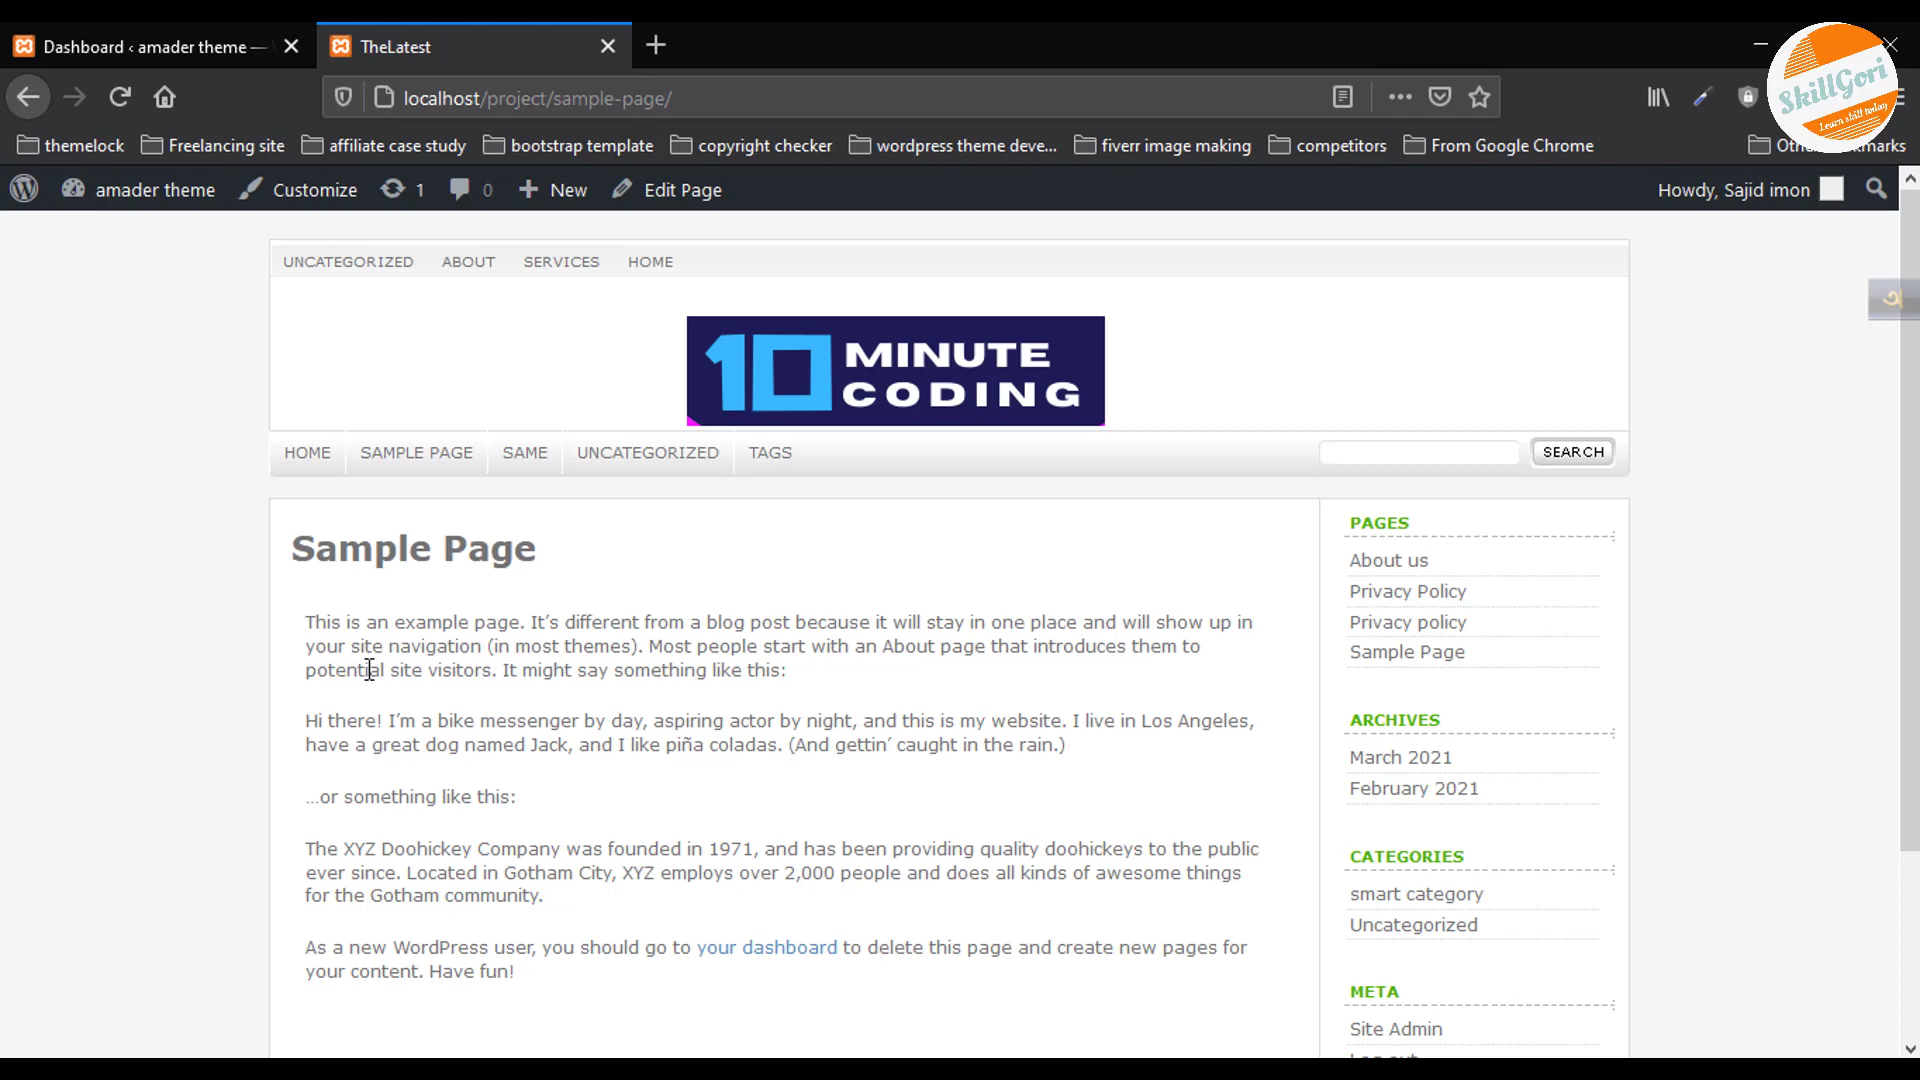 Dashboard ‹ amader theme —
TheLatest
SkillGori
Learn skill today
localhost/project/sample-page/
themelock
Freelancing site
affiliate case study
bootstrap template
copyright checker
wordpress theme deve...
fiverr image making
competitors
From Google Chrome
amader theme
Customize
1
0
New
Edit Page
Howdy, Sajid imon
UNCATEGORIZED
ABOUT
SERVICES
HOME
অ
10 MINUTE
CODING
HOME
SAMPLE PAGE
SAME
UNCATEGORIZED
TAGS
SEARCH
Sample Page
This is an example page. It’s different from a blog post because it will stay in one place and will show up in
your site navigation (in most themes). Most people start with an About page that introduces them to
potential site visitors. It might say something like this:
Hi there! I’m a bike messenger by day, aspiring actor by night, and this is my website. I live in Los Angeles,
have a great dog named Jack, and I like piña coladas. (And gettin’ caught in the rain.)
…or something like this:
The XYZ Doohickey Company was founded in 1971, and has been providing quality doohickeys to the public
ever since. Located in Gotham City, XYZ employs over 2,000 people and does all kinds of awesome things
for the Gotham community.
As a new WordPress user, you should go to your dashboard to delete this page and create new pages for
your content. Have fun!
PAGES
About us
Privacy Policy
Privacy policy
Sample Page
ARCHIVES
March 2021
February 2021
CATEGORIES
smart category
Uncategorized
META
Site Admin